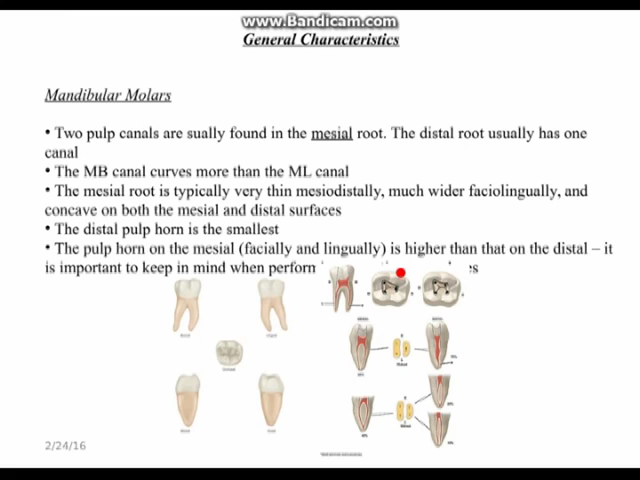 www.Bandicam.com
General Characteristics
Mandibular Molars
• Two pulp canals are sually found in the mesial root. The distal root usually has one
canal
• The MB canal curves more than the ML canal
• The mesial root is typically very thin mesiodistally, much wider faciolingually, and
concave on both the mesial and distal surfaces
• The distal pulp horn is the smallest
• The pulp horn on the mesial (facially and lingually) is higher than that on the distal – it
is important to keep in mind when perforn
2/24/16